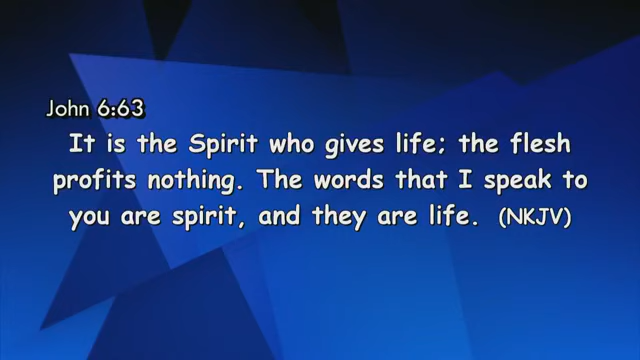 John 6:63
It is the Spirit who gives life; the flesh
profits nothing. The words that I speak to
you are spirit, and they are life. (NKJV)